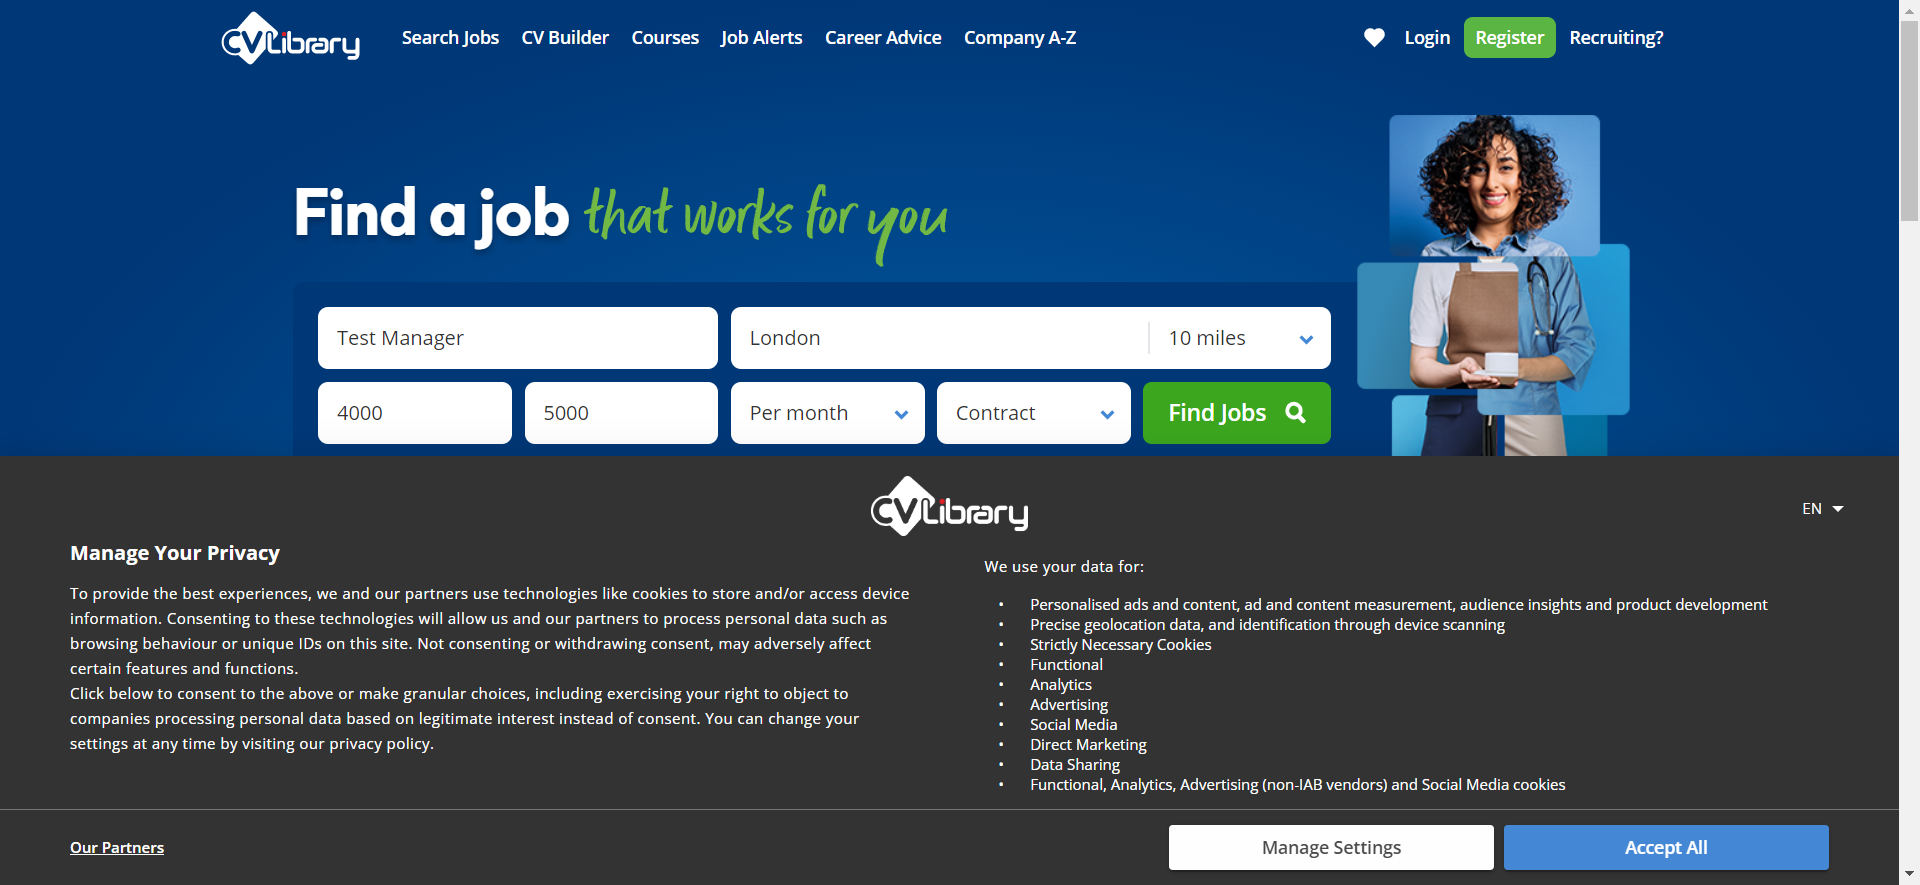 CVLibrary
Search Jobs CV Builder Courses Job Alerts Career Advice Company A-Z
Login Register Recruiting?
Find a job that works for you
Test Manager London 10 miles
4000 5000 Per month Contract Find Jobs
CVLibrary
EN
Manage Your Privacy
To provide the best experiences, we and our partners use technologies like cookies to store and/or access device
information. Consenting to these technologies will allow us and our partners to process personal data such as
browsing behaviour or unique IDs on this site. Not consenting or withdrawing consent, may adversely affect
certain features and functions.
Click below to consent to the above or make granular choices, including exercising your right to object to
companies processing personal data based on legitimate interest instead of consent. You can change your
settings at any time by visiting our privacy policy.
We use your data for:
• Personalised ads and content, ad and content measurement, audience insights and product development
• Precise geolocation data, and identification through device scanning
• Strictly Necessary Cookies
• Functional
• Analytics
• Advertising
• Social Media
• Direct Marketing
• Data Sharing
• Functional, Analytics, Advertising (non-IAB vendors) and Social Media cookies
Our Partners
Manage Settings
Accept All